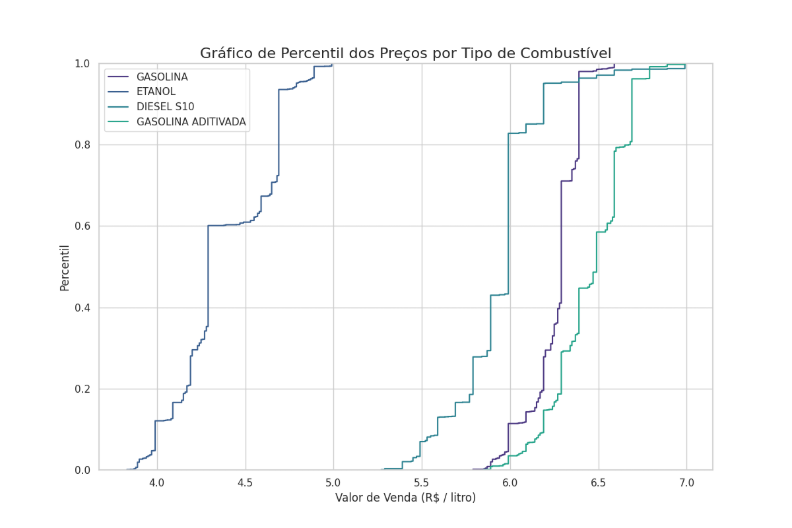 Gráfico de Percentil dos Preços por Tipo de Combustível
GASOLINA
ETANOL
DIESEL S10
GASOLINA ADITIVADA
Percentil
1.0
0.8
0.6
0.4
0.2
0.0
4.0 4.5 5.0 5.5 6.0 6.5 7.0
Valor de Venda (R$ / litro)